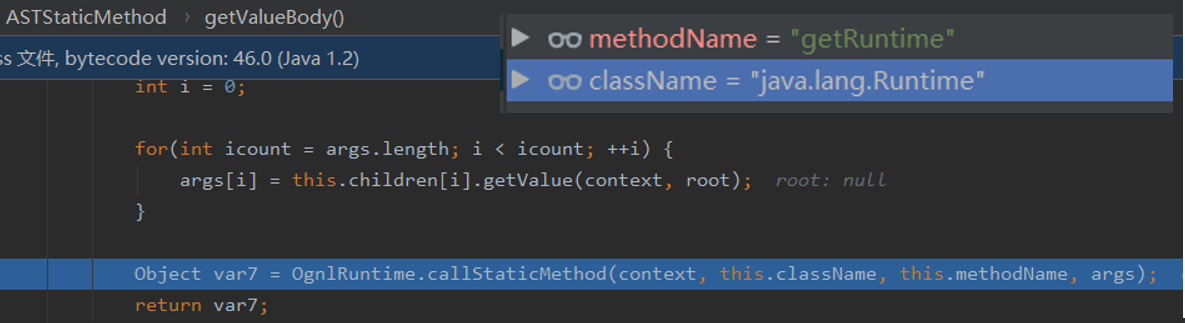 ASTStaticMethod › getValueBody()
ss 文件, bytecode version: 46.0 (Java 1.2)
methodName = "getRuntime"
className = "java.lang.Runtime"
int i = 0;
for(int icount = args.length; i < icount; ++i) {
args[i] = this.children[i].getValue(context, root); root: null
}
Object var7 = OgnlRuntime.callStaticMethod(context, this.className, this.methodName, args);
return var7;